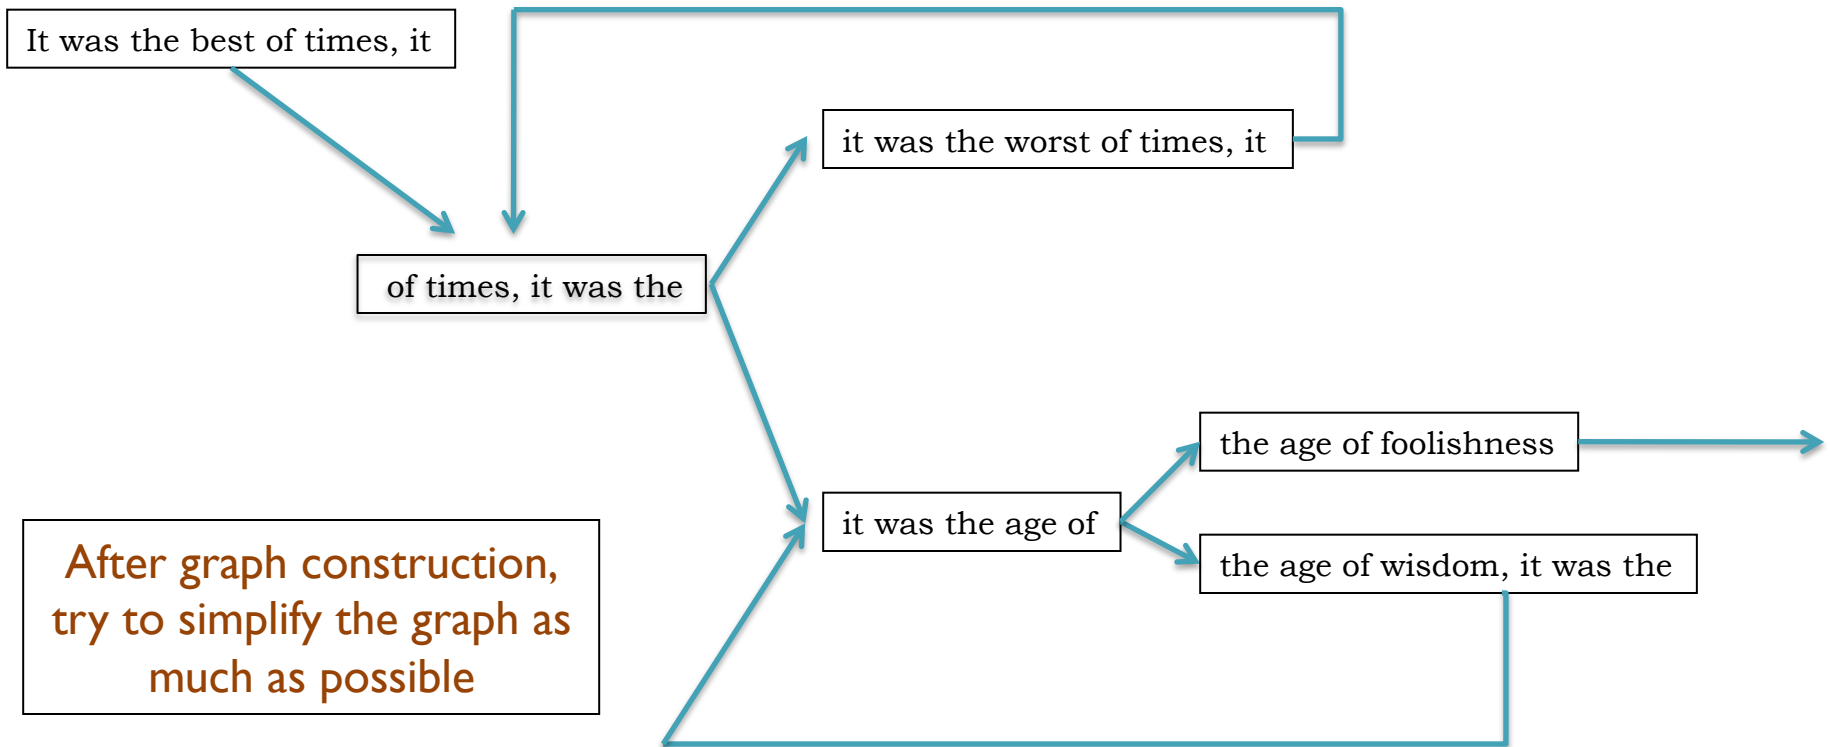 It was the best of times, it
it was the worst of times, it
of times, it was the
the age of foolishness
it was the age of
the age of wisdom, it was the
After graph construction,
try to simplify the graph as
much as possible